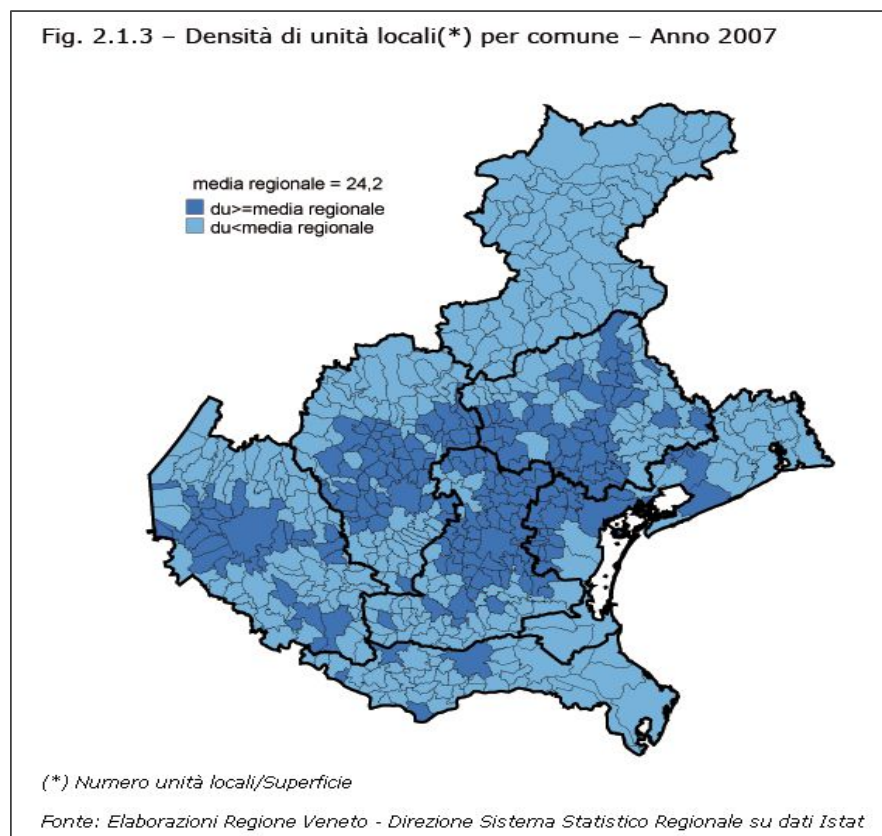 Fig. 2.1.3 – Densità di unità locali(*) per comune – Anno 2007
media regionale = 24,2
du>=media regionale
du<media regionale
(*) Numero unità locali/Superficie
Fonte: Elaborazioni Regione Veneto - Direzione Sistema Statistico Regionale su dati Istat